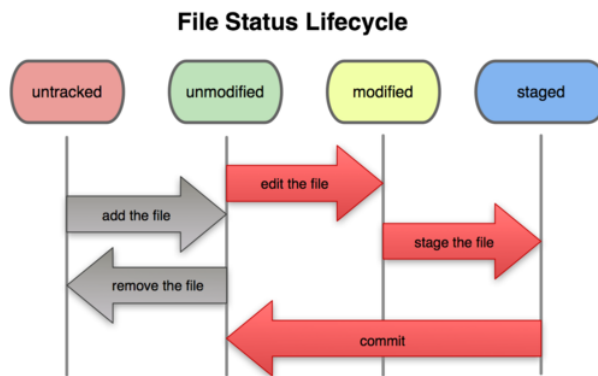 File Status Lifecycle
untracked
unmodified
modified
staged
edit the file
add the file
stage the file
remove the file
commit